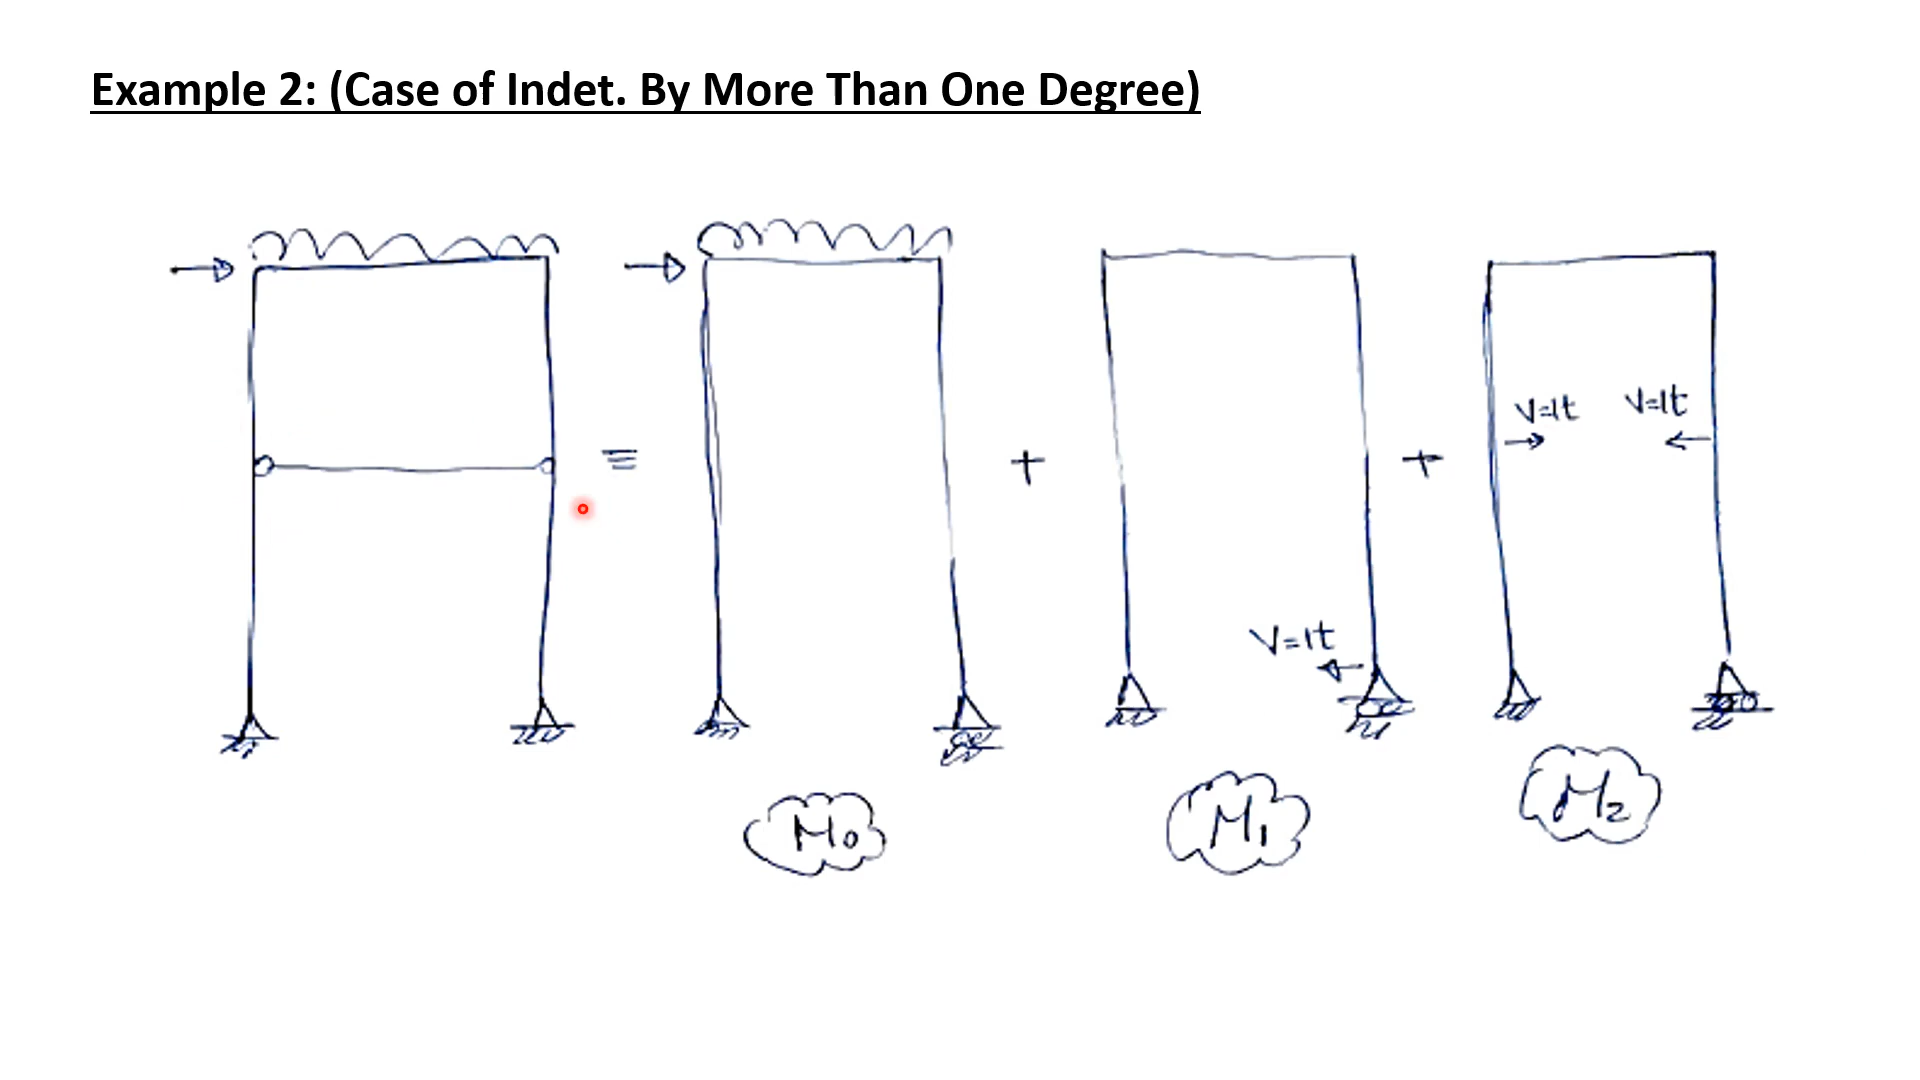 Example 2: (Case of Indet. By More Than One Degree)
=
+
+
V=1t
V=1t
V=1t
M0
M1
M2